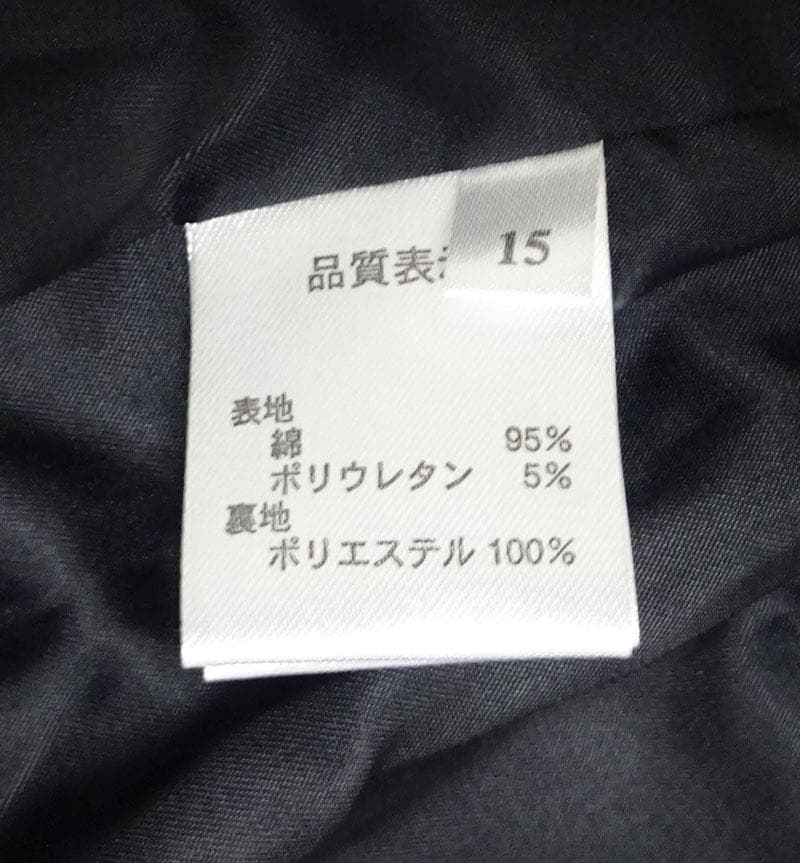 品質表
15
表地
綿 95%
ポリウレタン 5%
裏地
ポリエステル 100%